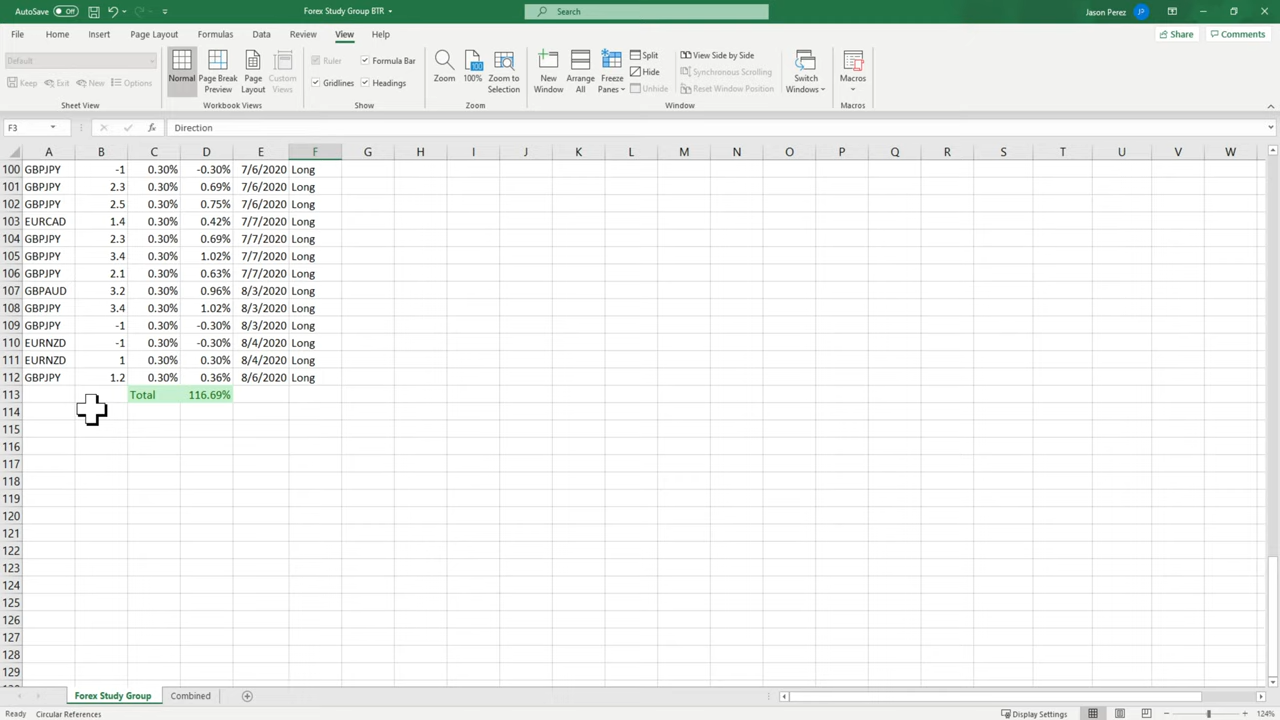 AutoSave Off Forex Study Group BTR Search Jason Perez JP
File Home Insert Page Layout Formulas Data Review View Help Share Comments
Default
Keep Exit New Options
Sheet View
Normal Page Break Preview Page Layout Custom Views
Workbook Views
Ruler Formula Bar
Gridlines Headings
Show
Zoom 100% Zoom to Selection
Zoom
New Window Arrange All Freeze Panes
Split
Hide
Unhide
View Side by Side
Synchronous Scrolling
Reset Window Position
Switch Windows
Window
Macros
Macros
F3 fx Direction
A B C D E F G H I J K L M N O P Q R S T U V W
100 GBPJPY -1 0.30% -0.30% 7/6/2020 Long
101 GBPJPY 2.3 0.30% 0.69% 7/6/2020 Long
102 GBPJPY 2.5 0.30% 0.75% 7/6/2020 Long
103 EURCAD 1.4 0.30% 0.42% 7/7/2020 Long
104 GBPJPY 2.3 0.30% 0.69% 7/7/2020 Long
105 GBPJPY 3.4 0.30% 1.02% 7/7/2020 Long
106 GBPJPY 2.1 0.30% 0.63% 7/7/2020 Long
107 GBPAUD 3.2 0.30% 0.96% 8/3/2020 Long
108 GBPJPY 3.4 0.30% 1.02% 8/3/2020 Long
109 GBPJPY -1 0.30% -0.30% 8/3/2020 Long
110 EURNZD -1 0.30% -0.30% 8/4/2020 Long
111 EURNZD 1 0.30% 0.30% 8/4/2020 Long
112 GBPJPY 1.2 0.30% 0.36% 8/6/2020 Long
113 Total 116.69%
114
115
116
117
118
119
120
121
122
123
124
125
126
127
128
129
Forex Study Group Combined
Ready Circular References Display Settings 124%